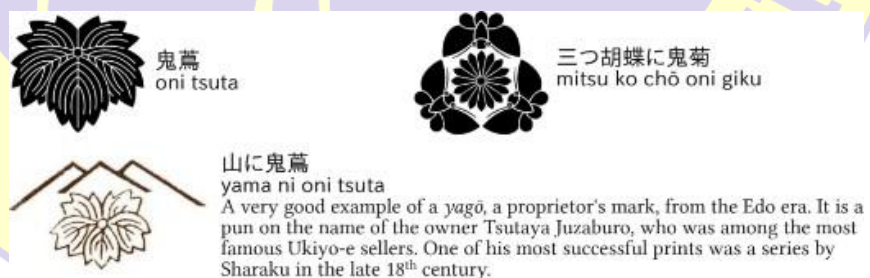 鬼蔦
oni tsuta
三つ胡蝶に鬼菊
mitsu ko chō oni giku
山に鬼蔦
yama ni oni tsuta
A very good example of a yagō, a proprietor's mark, from the Edo era. It is a
pun on the name of the owner Tsutaya Juzaburo, who was among the most
famous Ukiyo-e sellers. One of his most successful prints was a series by
Sharaku in the late 18th century.